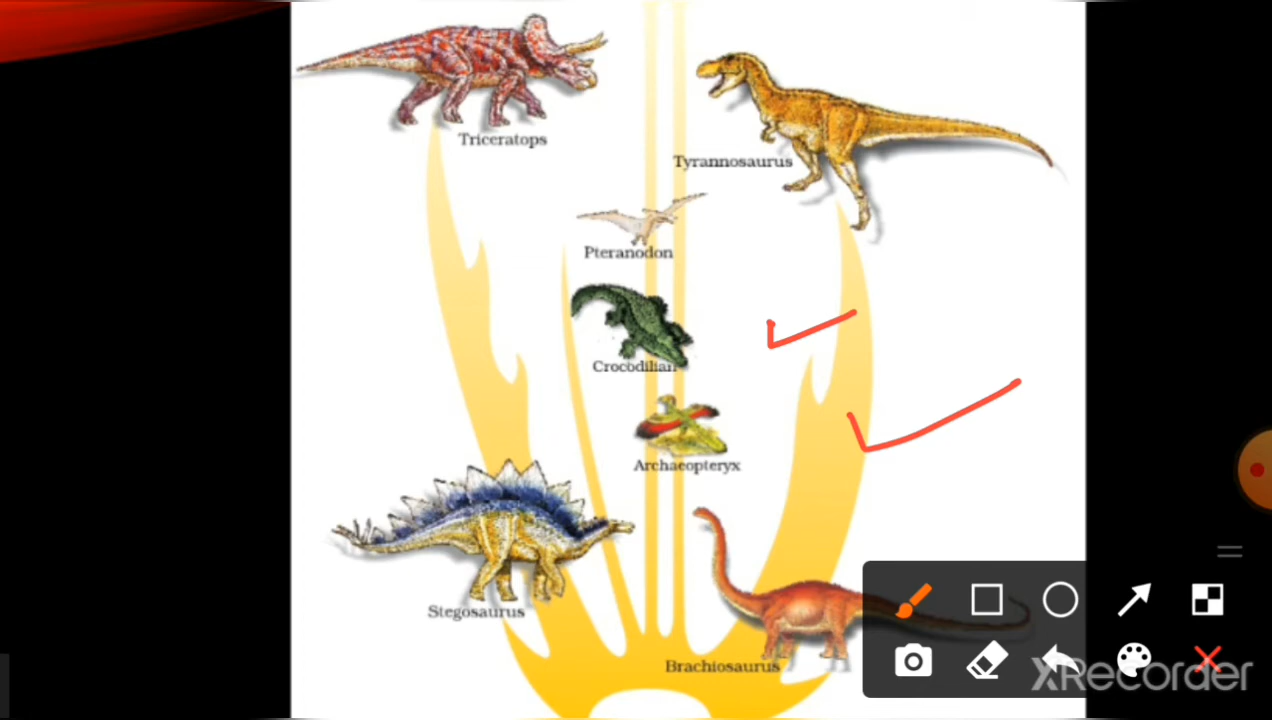 Triceratops
Tyrannosaurus
Pteranodon
Crocodilian
Archaeopteryx
Stegosaurus
Brachiosaurus
XRecorder